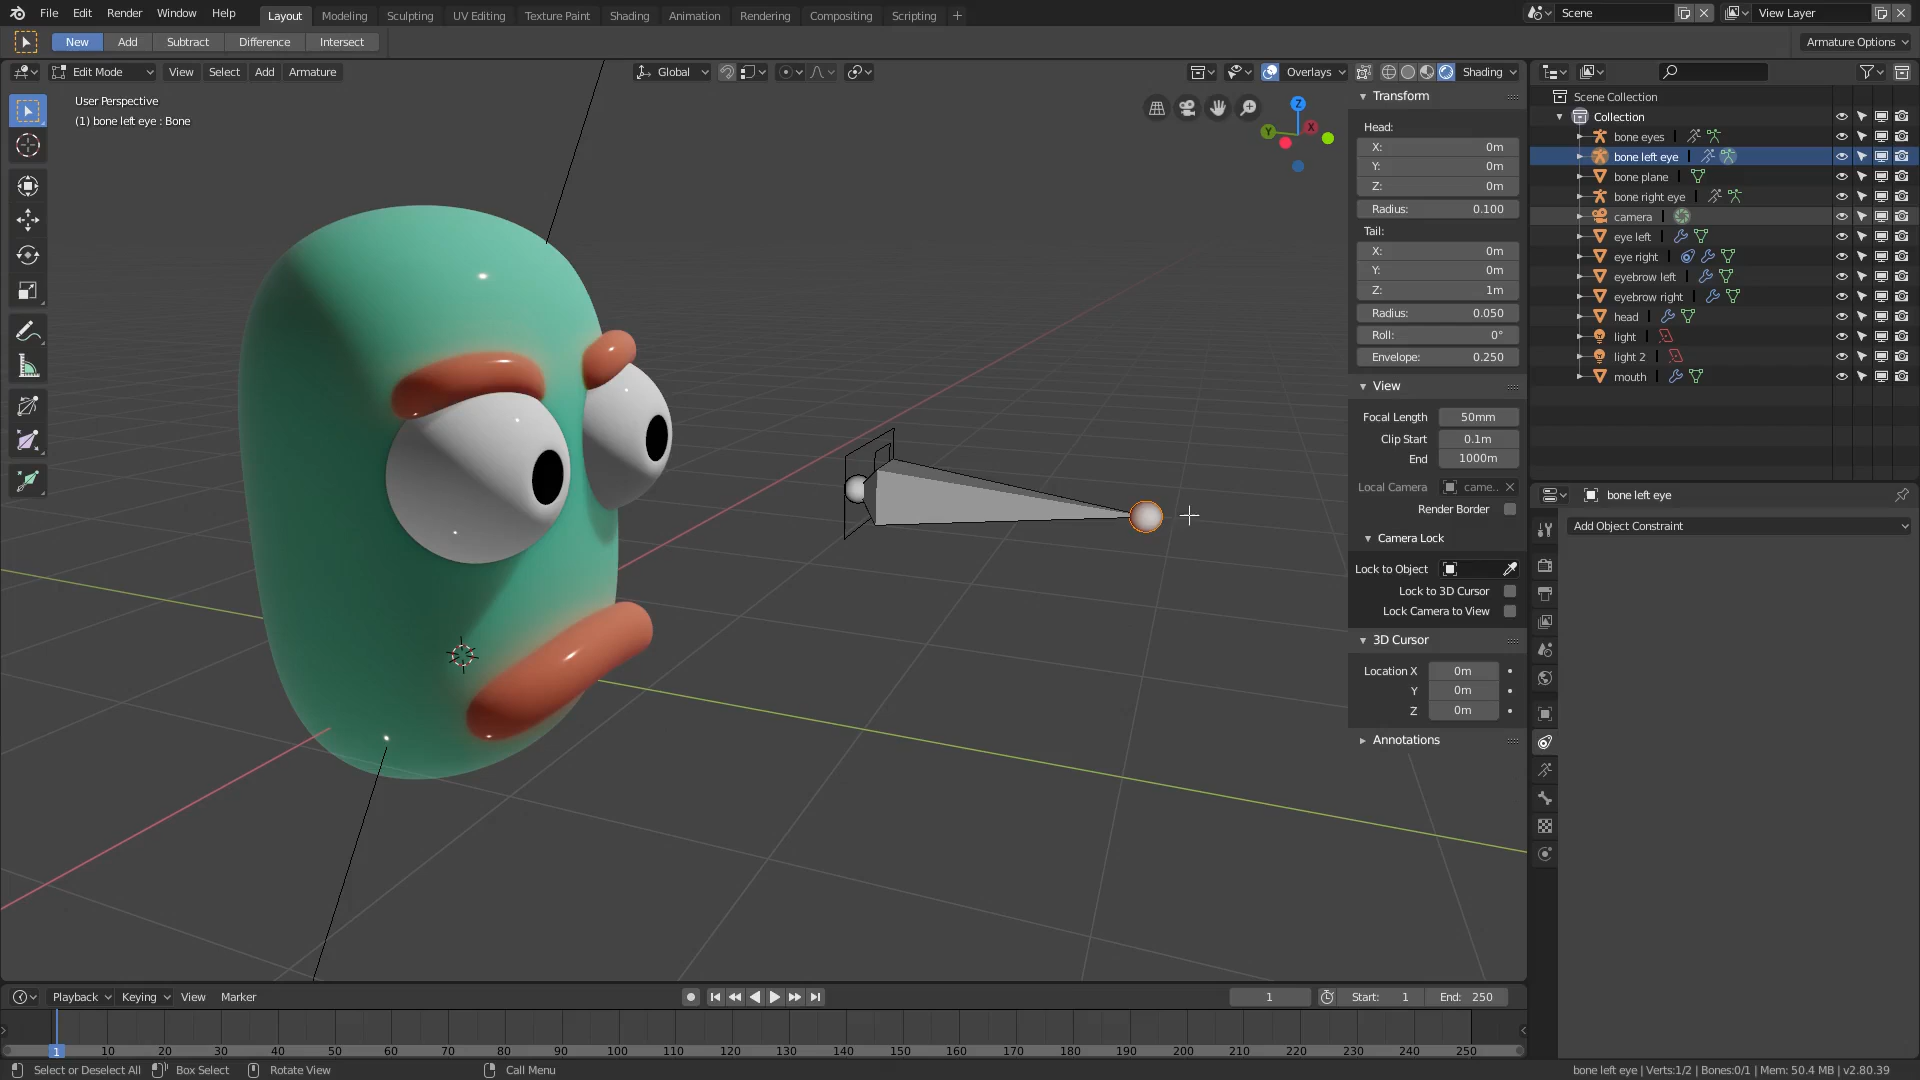 File Edit Render Window Help Layout Modeling Sculpting UV Editing Texture Paint Shading Animation Rendering Compositing Scripting + Scene View Layer
New Add Subtract Difference Intersect Armature Options
Edit Mode View Select Add Armature Global Overlays Shading
User Perspective
(1) bone left eye : Bone
Z
Y
X
Transform
Head:
X: 0m
Y: 0m
Z: 0m
Radius: 0.100
Tail:
X: 0m
Y: 0m
Z: 1m
Radius: 0.050
Roll: 0°
Envelope: 0.250
View
Focal Length 50mm
Clip Start 0.1m
End 1000m
Local Camera came..
Render Border
Camera Lock
Lock to Object
Lock to 3D Cursor
Lock Camera to View
3D Cursor
Location X 0m
Y 0m
Z 0m
Annotations
Scene Collection
Collection
bone eyes
bone left eye
bone plane
bone right eye
camera
eye left
eye right
eyebrow left
eyebrow right
head
light
light 2
mouth
bone left eye
Add Object Constraint
Playback Keying View Marker 1 Start: 1 End: 250
1 10 20 30 40 50 60 70 80 90 100 110 120 130 140 150 160 170 180 190 200 210 220 230 240 250
Select or Deselect All Box Select Rotate View Call Menu bone left eye | Verts:1/2 | Bones:0/1 | Mem: 50.4 MB | v2.80.39